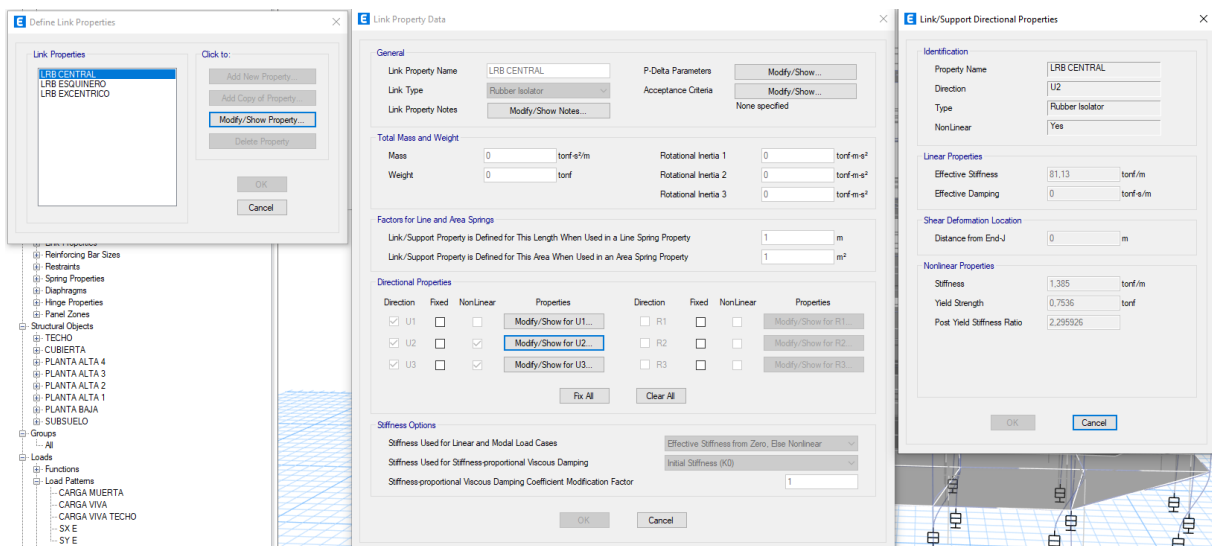 Define Link Properties
Link Properties
LRB CENTRAL
LRB ESQUINERO
LRB EXCENTRICO
Click to:
Add New Property...
Add Copy of Property...
Modify/Show Property...
Delete Property
OK
Cancel
Reinforcing Bar Sizes
Restraints
Spring Properties
Diaphragms
Hinge Properties
Panel Zones
Structural Objects
TECHO
CUBIERTA
PLANTA ALTA 4
PLANTA ALTA 3
PLANTA ALTA 2
PLANTA ALTA 1
PLANTA BAJA
SUBSUELO
Groups
All
Loads
Functions
Load Patterns
CARGA MUERTA
CARGA VIVA
CARGA VIVA TECHO
SX E
SY E
Link Property Data
General
Link Property Name LRB CENTRAL P-Delta Parameters Modify/Show...
Link Type Rubber Isolator Acceptance Criteria Modify/Show...
Link Property Notes Modify/Show Notes... None specified
Total Mass and Weight
Mass 0 tonf-s²/m Rotational Inertia 1 0 tonf-m-s²
Weight 0 tonf Rotational Inertia 2 0 tonf-m-s²
Rotational Inertia 3 0 tonf-m-s²
Factors for Line and Area Springs
Link/Support Property is Defined for This Length When Used in a Line Spring Property 1 m
Link/Support Property is Defined for This Area When Used in an Area Spring Property 1 m²
Directional Properties
Direction Fixed NonLinear Properties Direction Fixed NonLinear Properties
U1 Modify/Show for U1... R1 Modify/Show for R1...
U2 Modify/Show for U2... R2 Modify/Show for R2...
U3 Modify/Show for U3... R3 Modify/Show for R3...
Fix All Clear All
Stiffness Options
Stiffness Used for Linear and Modal Load Cases Effective Stiffness from Zero, Else Nonlinear
Stiffness Used for Stiffness-proportional Viscous Damping Initial Stiffness (K0)
Stiffness-proportional Viscous Damping Coefficient Modification Factor 1
OK Cancel
Link/Support Directional Properties
Identification
Property Name LRB CENTRAL
Direction U2
Type Rubber Isolator
NonLinear Yes
Linear Properties
Effective Stiffness 81,13 tonf/m
Effective Damping 0 tonf-s/m
Shear Deformation Location
Distance from End-J 0 m
Nonlinear Properties
Stiffness 1,385 tonf/m
Yield Strength 0,7536 tonf
Post Yield Stiffness Ratio 2,295926
OK Cancel